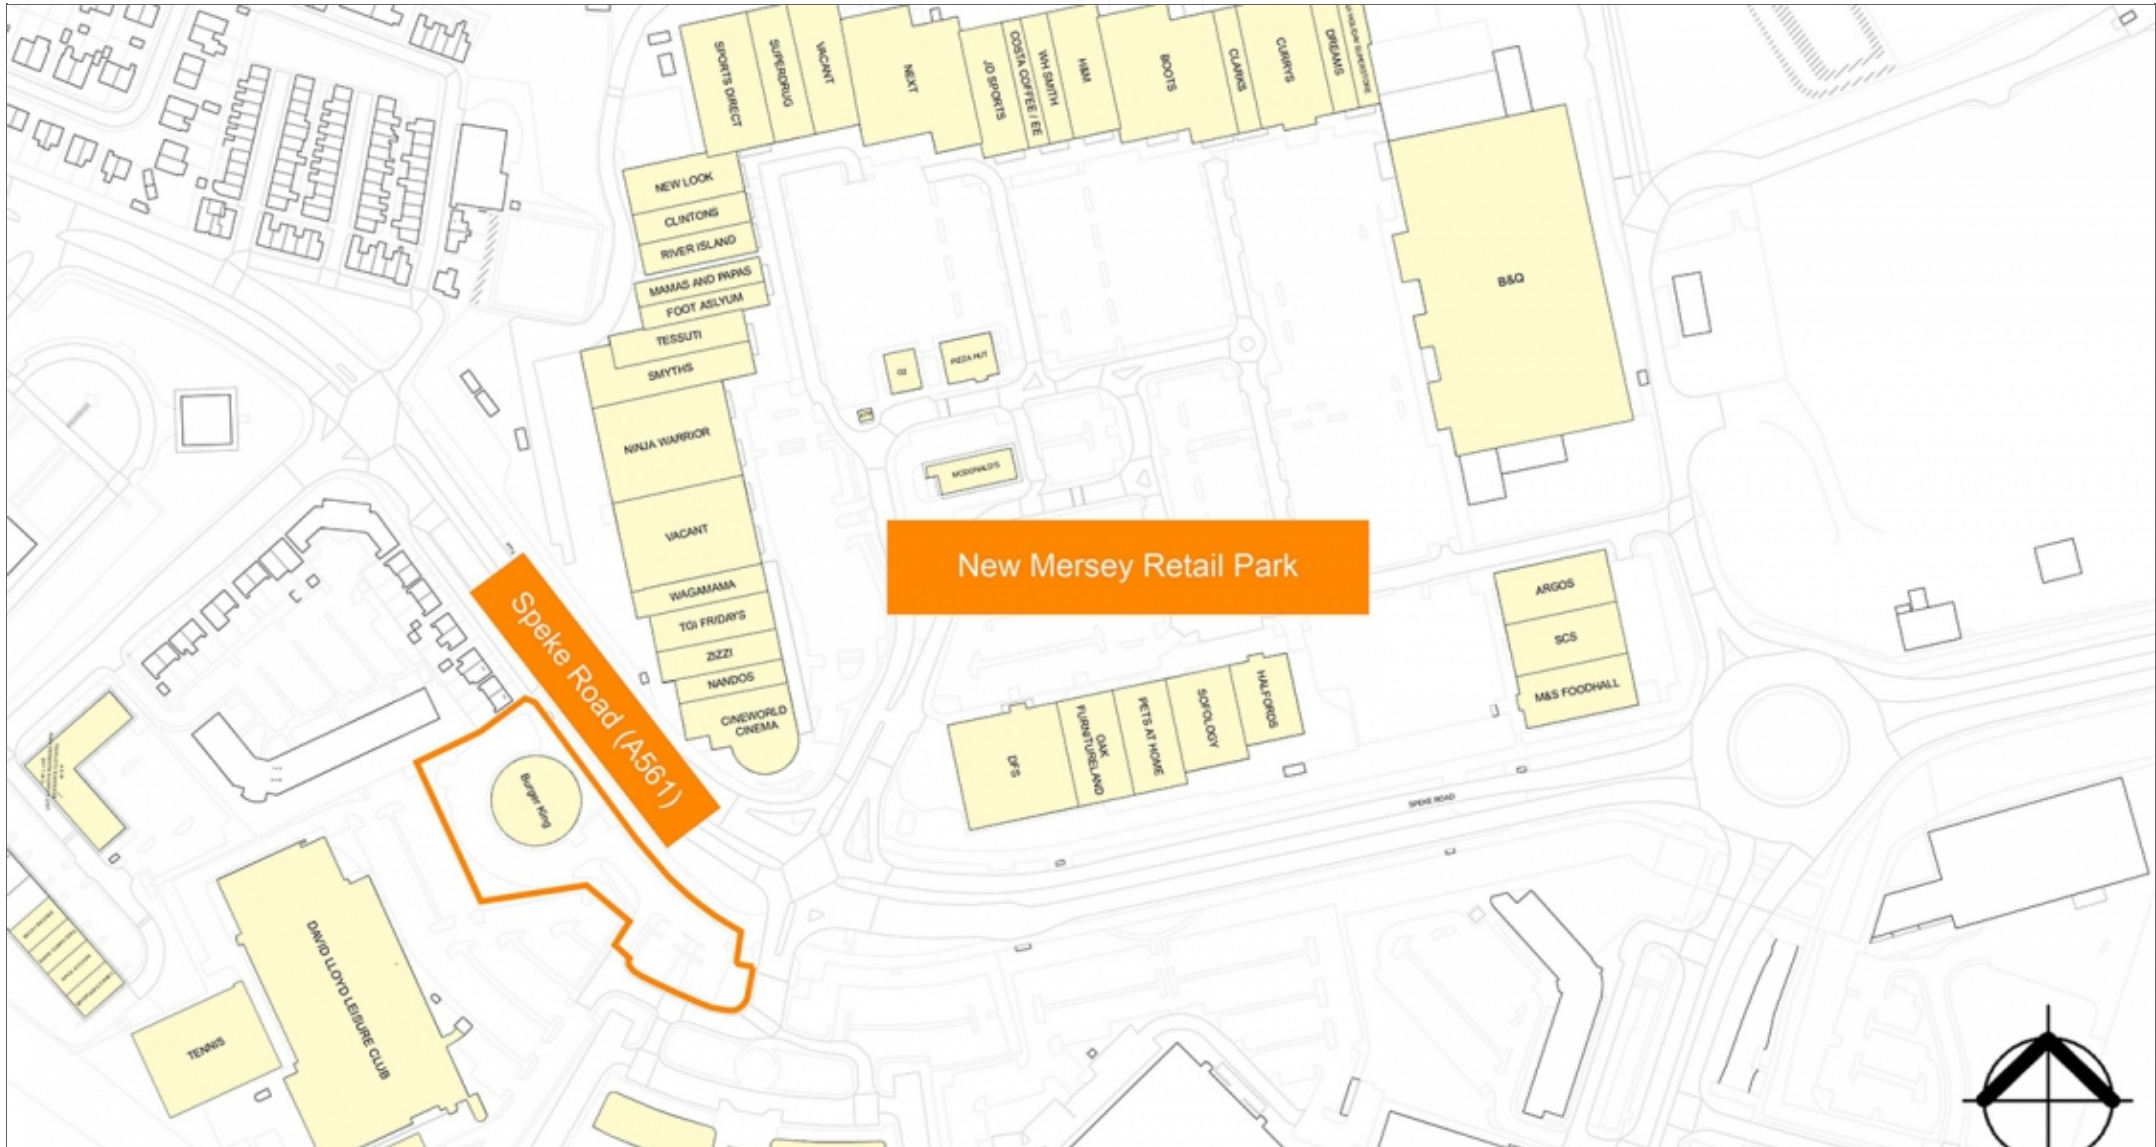 SPORTS DIRECT
SUPERDRUG
VACANT
NEXT
JD SPORTS
COSTA COFFEE / EE
WH SMITH
H&M
BOOTS
CLARKS
CURRYS
DREAMS
HOLIDAY SUPERSTORE
NEW LOOK
CLINTONS
RIVER ISLAND
MAMAS AND PAPAS
FOOT ASLYUM
TESSUTI
SMYTHS
NINJA WARRIOR
VACANT
WAGAMAMA
TGI FRIDAYS
ZIZZI
NANDOS
CINEWORLD
CINEMA
O2
PIZZA HUT
MCDONALD'S
B&Q
New Mersey Retail Park
Speke Road (A561)
ARGOS
SCS
M&S FOODHALL
DFS
OAK
FURNITURELAND
PETS AT HOME
SOFOLOGY
HALFORDS
SPEKE ROAD
Burger King
DAVID LLOYD LEISURE CLUB
TENNIS